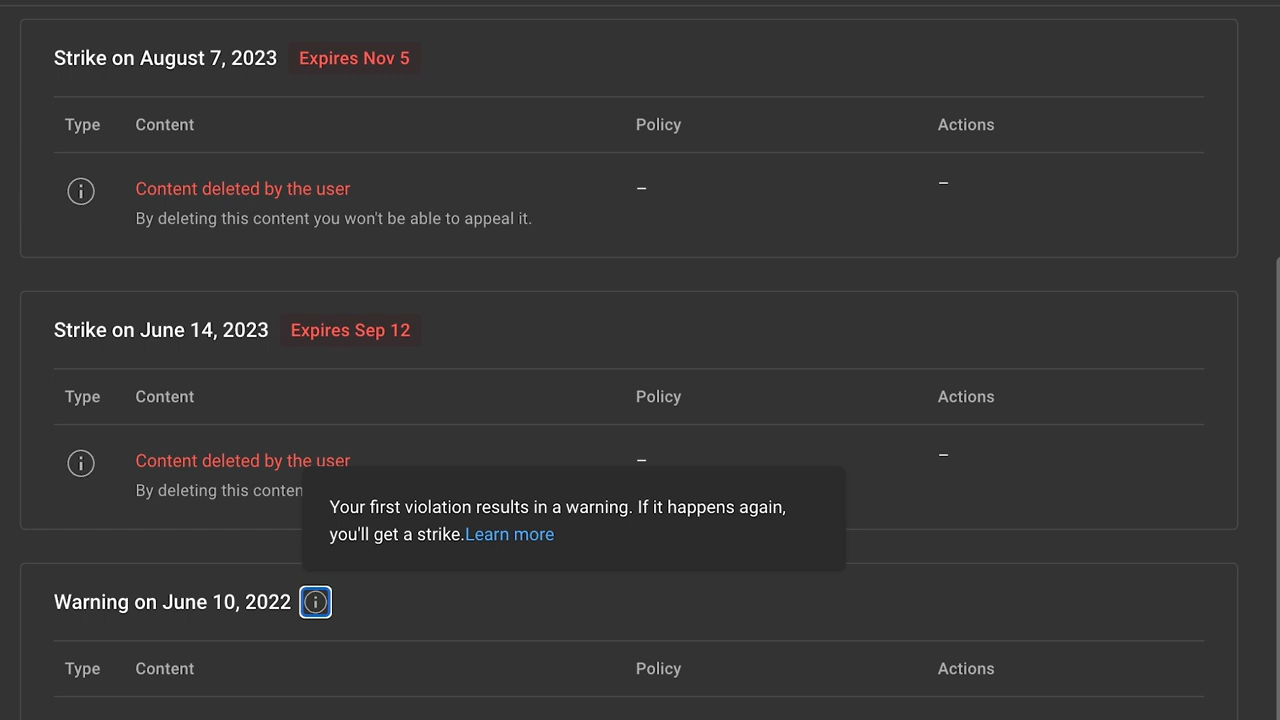 Strike on August 7, 2023 Expires Nov 5
Type Content Policy Actions
Content deleted by the user – –
By deleting this content you won't be able to appeal it.
Strike on June 14, 2023 Expires Sep 12
Type Content Policy Actions
Content deleted by the user – –
By deleting this conten
Your first violation results in a warning. If it happens again,
you'll get a strike.Learn more
Warning on June 10, 2022
Type Content Policy Actions